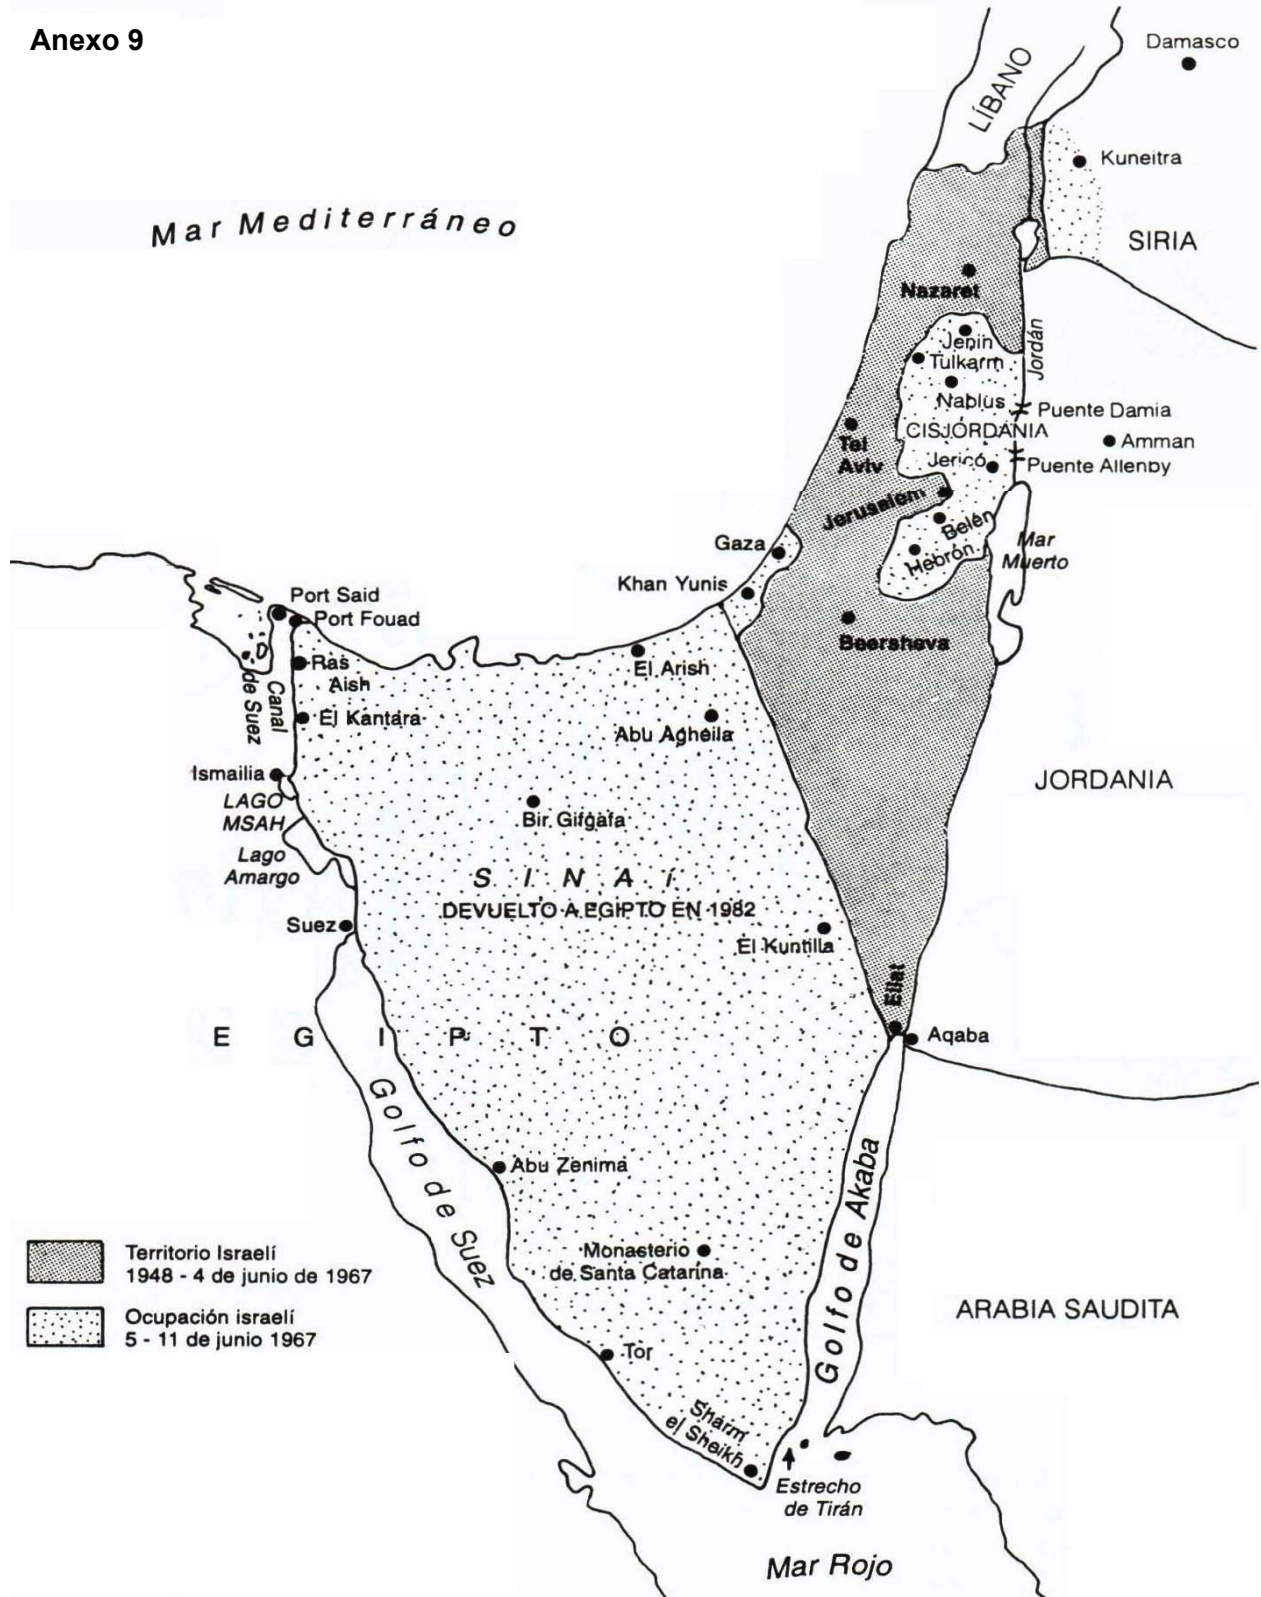 Anexo 9
Damasco
LÍBANO
Kuneitra
Mar Mediterráneo
SIRIA
Nazaret
Jordán
Jenin
Tulkarm
Nablus
Puente Damia
CISJORDANIA
Amman
Tel
Aviv
Jericó
Puente Allenby
Jerusalem
Belén
Hebrón
Mar
Muerto
Gaza
Khan Yunis
Beersheva
Port Said
Port Fouad
Ras
Aish
El Arish
Canal
de Suez
El Kantara
Abu Agheila
Ismailia
LAGO
MSAH
Bir Gifgafa
JORDANIA
Lago
Amargo
SINAÍ
DEVUELTO A EGIPTO EN 1982
Suez
El Kuntilla
Eilat
EGIPTO
Aqaba
Golfo de Suez
Abu Zenima
Golfo de Akaba
Monasterio
de Santa Catarina
Territorio Israelí
1948 - 4 de junio de 1967
Ocupación israelí
5 - 11 de junio 1967
ARABIA SAUDITA
Tor
Sharm
el Sheikh
Estrecho
de Tirán
Mar Rojo